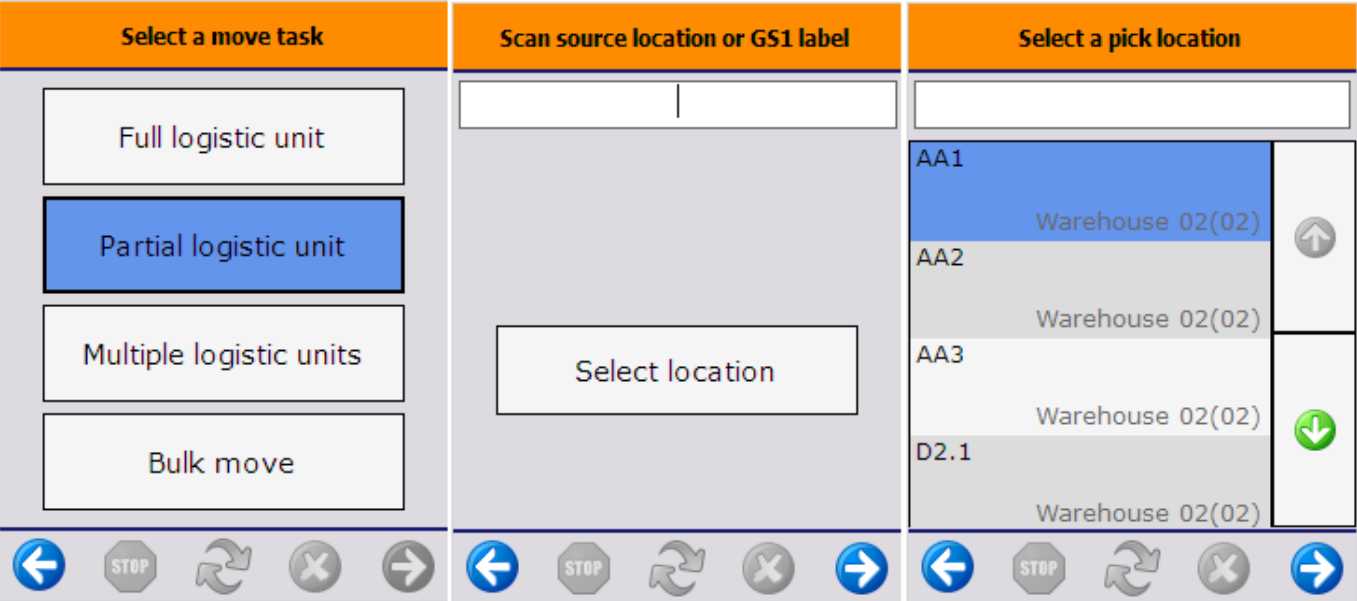 Select a move task
Full logistic unit
Partial logistic unit
Multiple logistic units
Bulk move
STOP
Scan source location or GS1 label
Select location
STOP
Select a pick location
AA1
Warehouse 02(02)
AA2
Warehouse 02(02)
AA3
Warehouse 02(02)
D2.1
Warehouse 02(02)
STOP